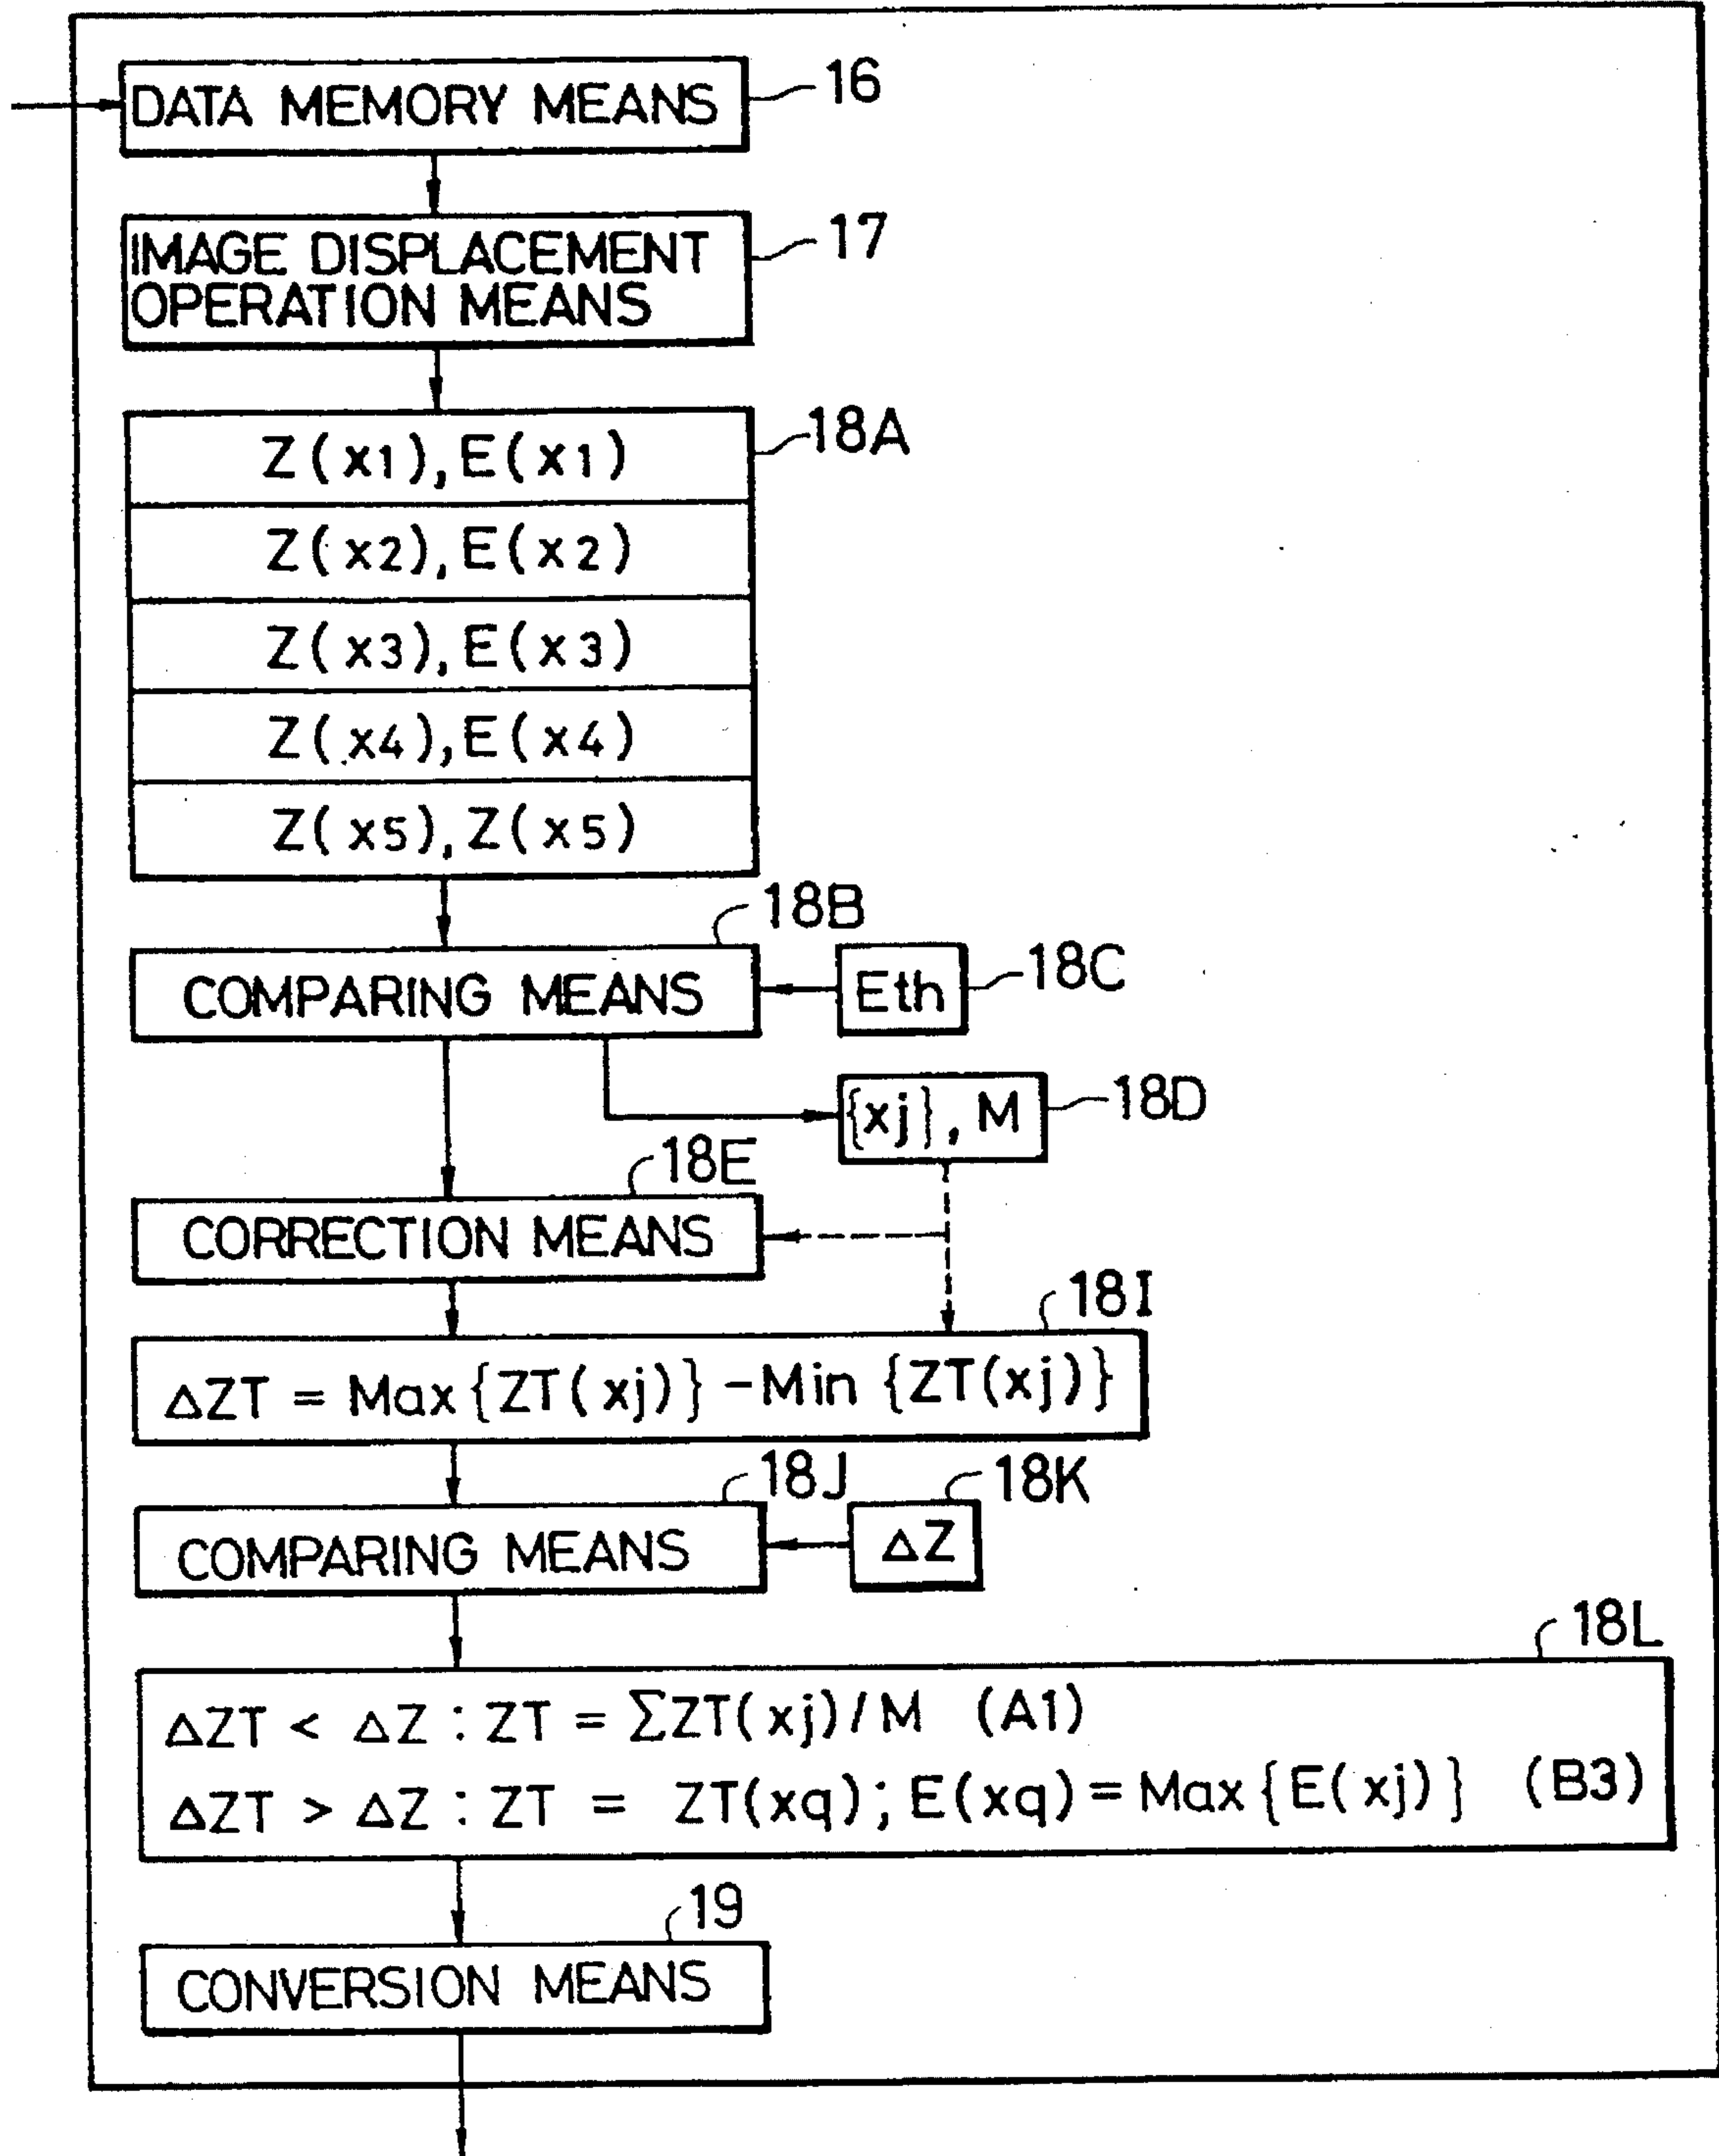 DATA MEMORY MEANS
16
IMAGE DISPLACEMENT
OPERATION MEANS
17
18A
Z(x1),E(x1)
Z(x2),E(x2)
Z(x3),E(x3)
Z(x4),E(x4)
Z(x5),Z(x5)
18B
COMPARING MEANS
Eth
18C
{xj}, M
18D
18E
CORRECTION MEANS
18I
ΔZT = Max{ZT(xj)} -Min {ZT(xj)}
18J
18K
COMPARING MEANS
ΔZ
18L
ΔZT < ΔZ : ZT = ΣZT(xj)/M (A1)
ΔZT > ΔZ : ZT = ZT(xq); E(xq) = Max{E(xj)} (B3)
19
CONVERSION MEANS